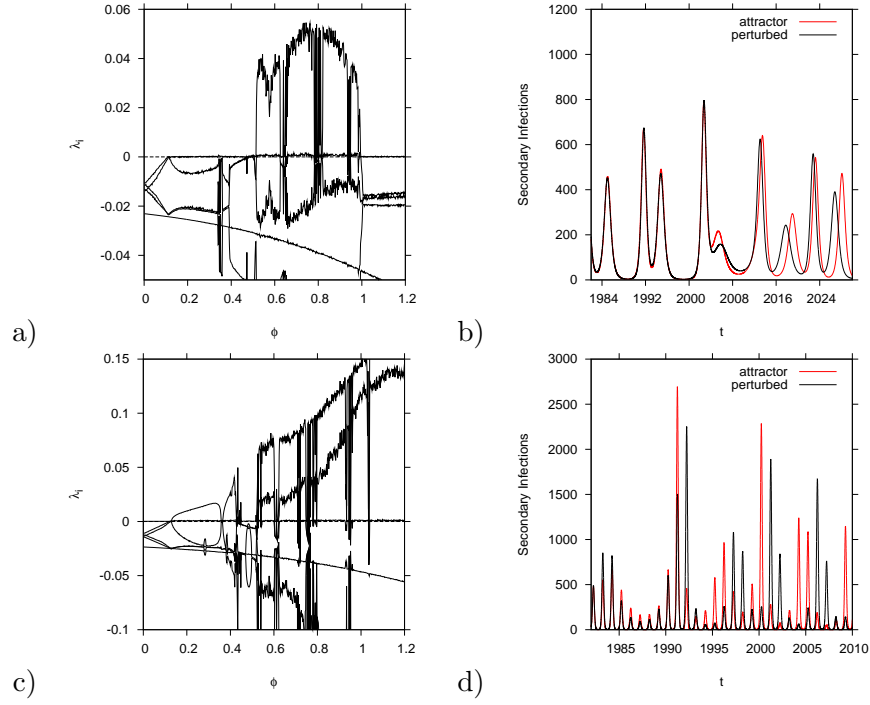 0.06
0.04
0.02
0
-0.02
-0.04
0 0.2 0.4 0.6 0.8 1 1.2
λi
ϕ
a)
1200
1000
800
600
400
200
0
1984 1992 2000 2008 2016 2024
Secondary Infections
t
attractor
perturbed
b)
0.15
0.1
0.05
0
-0.05
-0.1
0 0.2 0.4 0.6 0.8 1 1.2
λi
ϕ
c)
3000
2500
2000
1500
1000
500
0
1985 1990 1995 2000 2005 2010
Secondary Infections
t
attractor
perturbed
d)